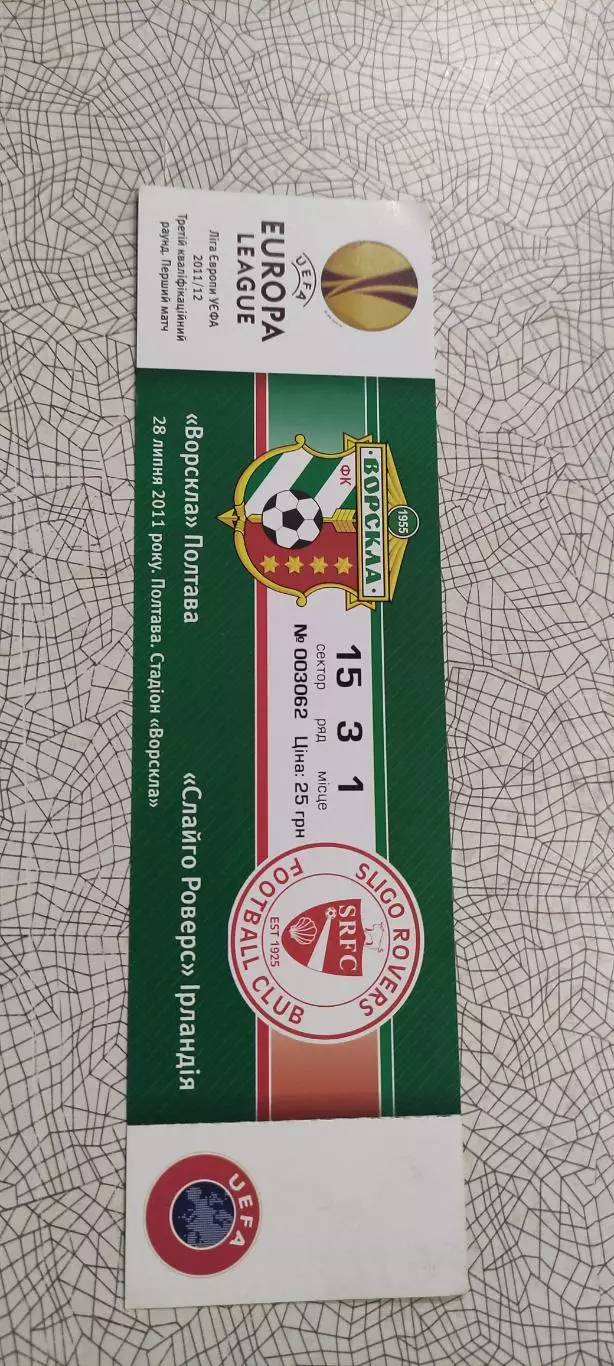 UEFA
EUROPA
LEAGUE
Ліга Європи УЄФА
2011/12
Третій кваліфікаційний
раунд. Перший матч
1955
ВОРСКЛА
ФК
15 3 1
сектор ряд місце
№ 003062 Ціна: 25 грн
SLIGO ROVERS
SRFC
EST 1925
FOOTBALL CLUB
«Ворскла» Полтава «Слайго Роверс» Ірландія
28 липня 2011 року. Полтава. Стадіон «Ворскла»
UEFA